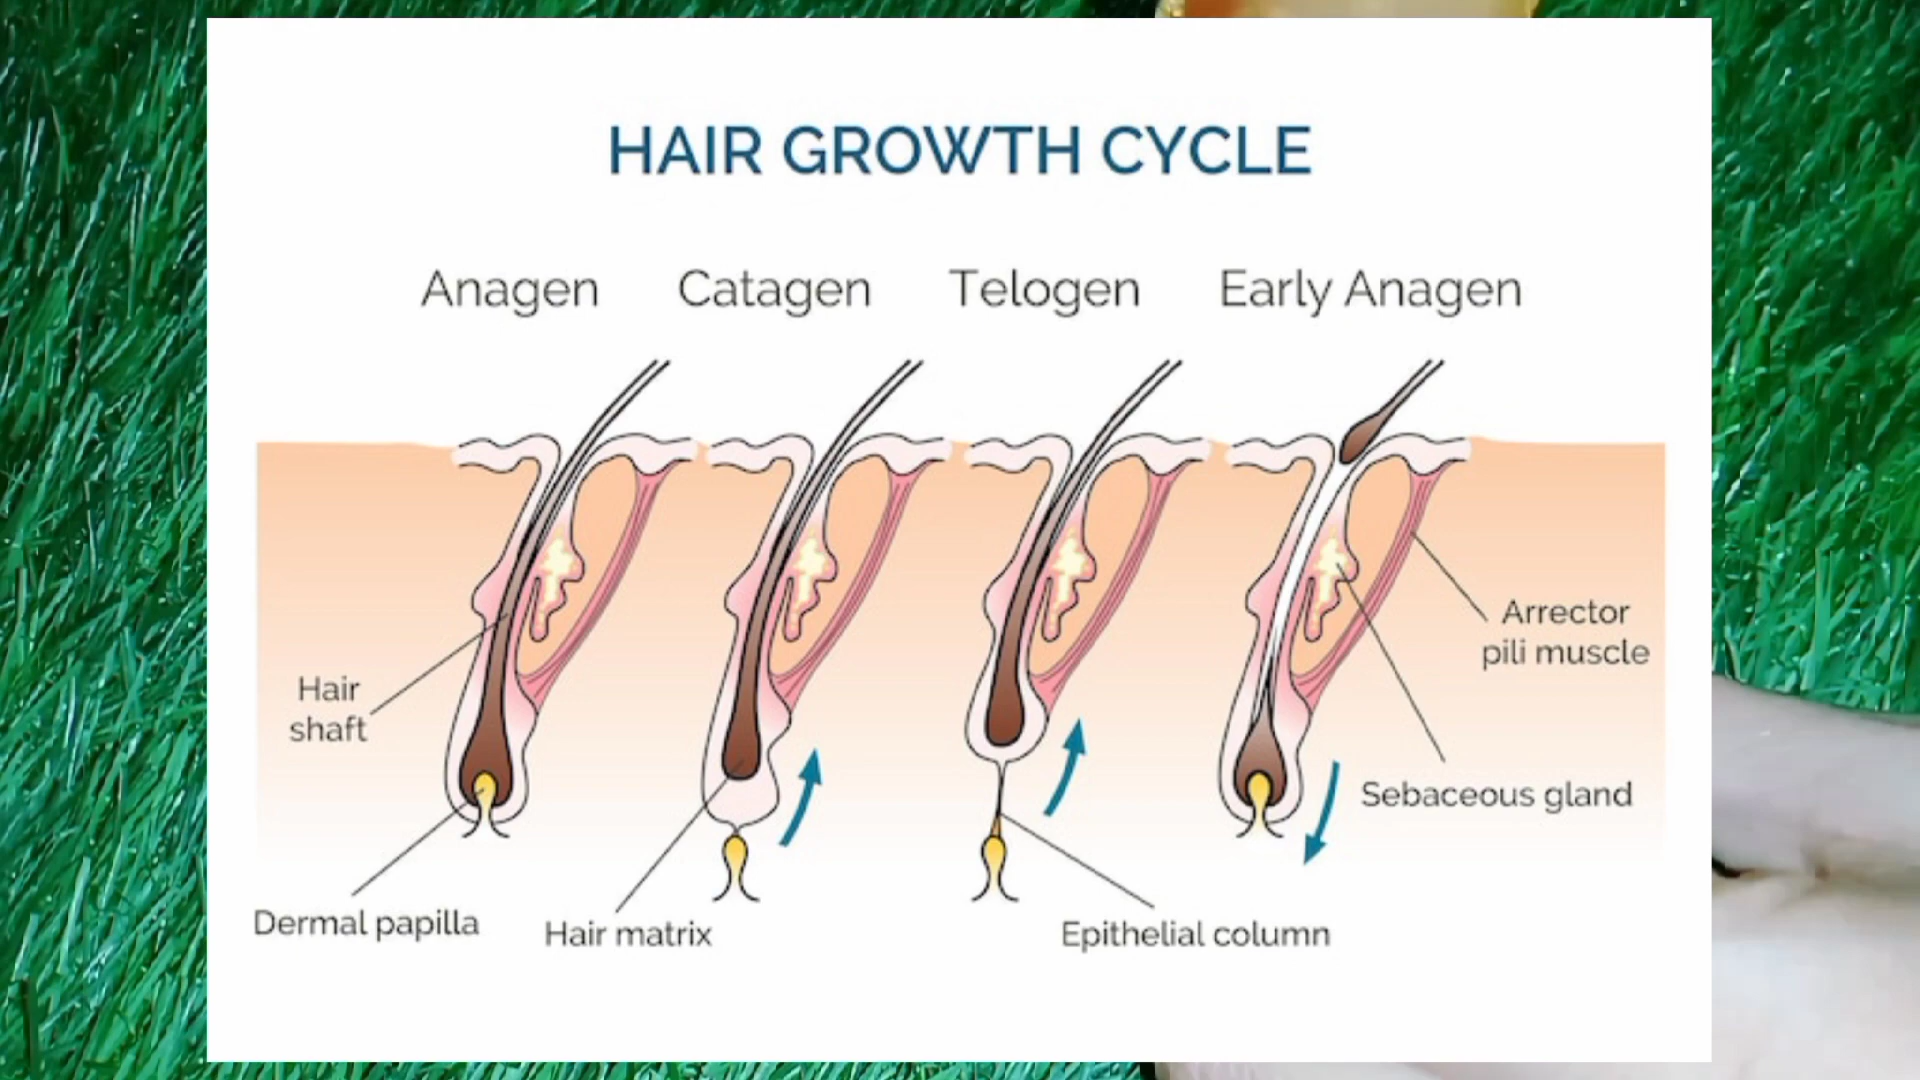 HAIR GROWTH CYCLE
Anagen
Catagen
Telogen
Early Anagen
Hair
shaft
Dermal papilla
Hair matrix
Epithelial column
Arrector
pili muscle
Sebaceous gland